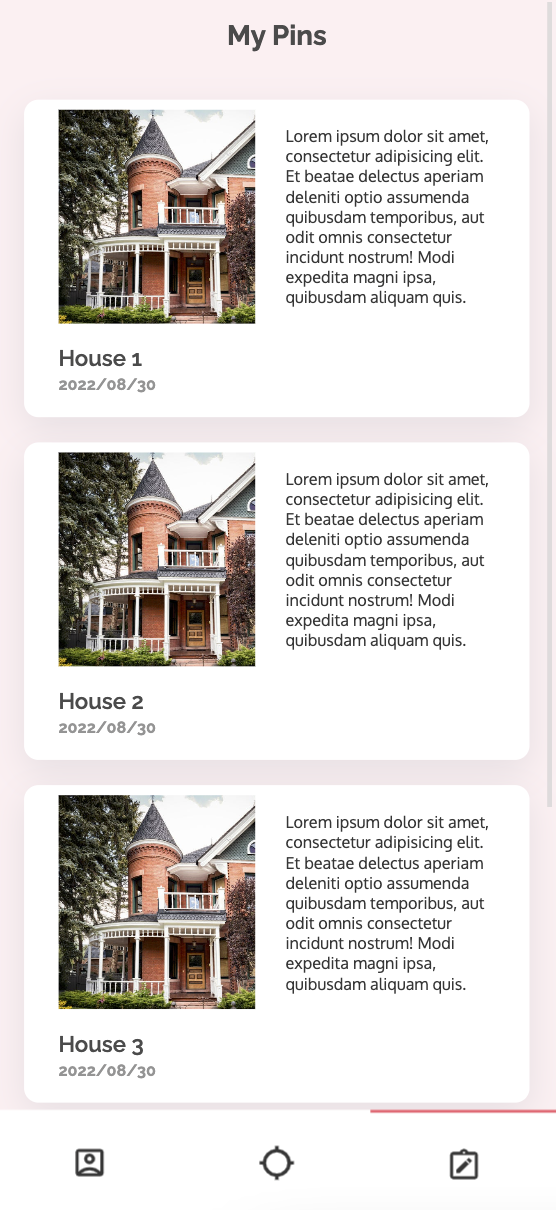 My Pins
Lorem ipsum dolor sit amet,
consectetur adipisicing elit.
Et beatae delectus aperiam
deleniti optio assumenda
quibusdam temporibus, aut
odit omnis consectetur
incidunt nostrum! Modi
expedita magni ipsa,
quibusdam aliquam quis.
House 1
2022/08/30
Lorem ipsum dolor sit amet,
consectetur adipisicing elit.
Et beatae delectus aperiam
deleniti optio assumenda
quibusdam temporibus, aut
odit omnis consectetur
incidunt nostrum! Modi
expedita magni ipsa,
quibusdam aliquam quis.
House 2
2022/08/30
Lorem ipsum dolor sit amet,
consectetur adipisicing elit.
Et beatae delectus aperiam
deleniti optio assumenda
quibusdam temporibus, aut
odit omnis consectetur
incidunt nostrum! Modi
expedita magni ipsa,
quibusdam aliquam quis.
House 3
2022/08/30